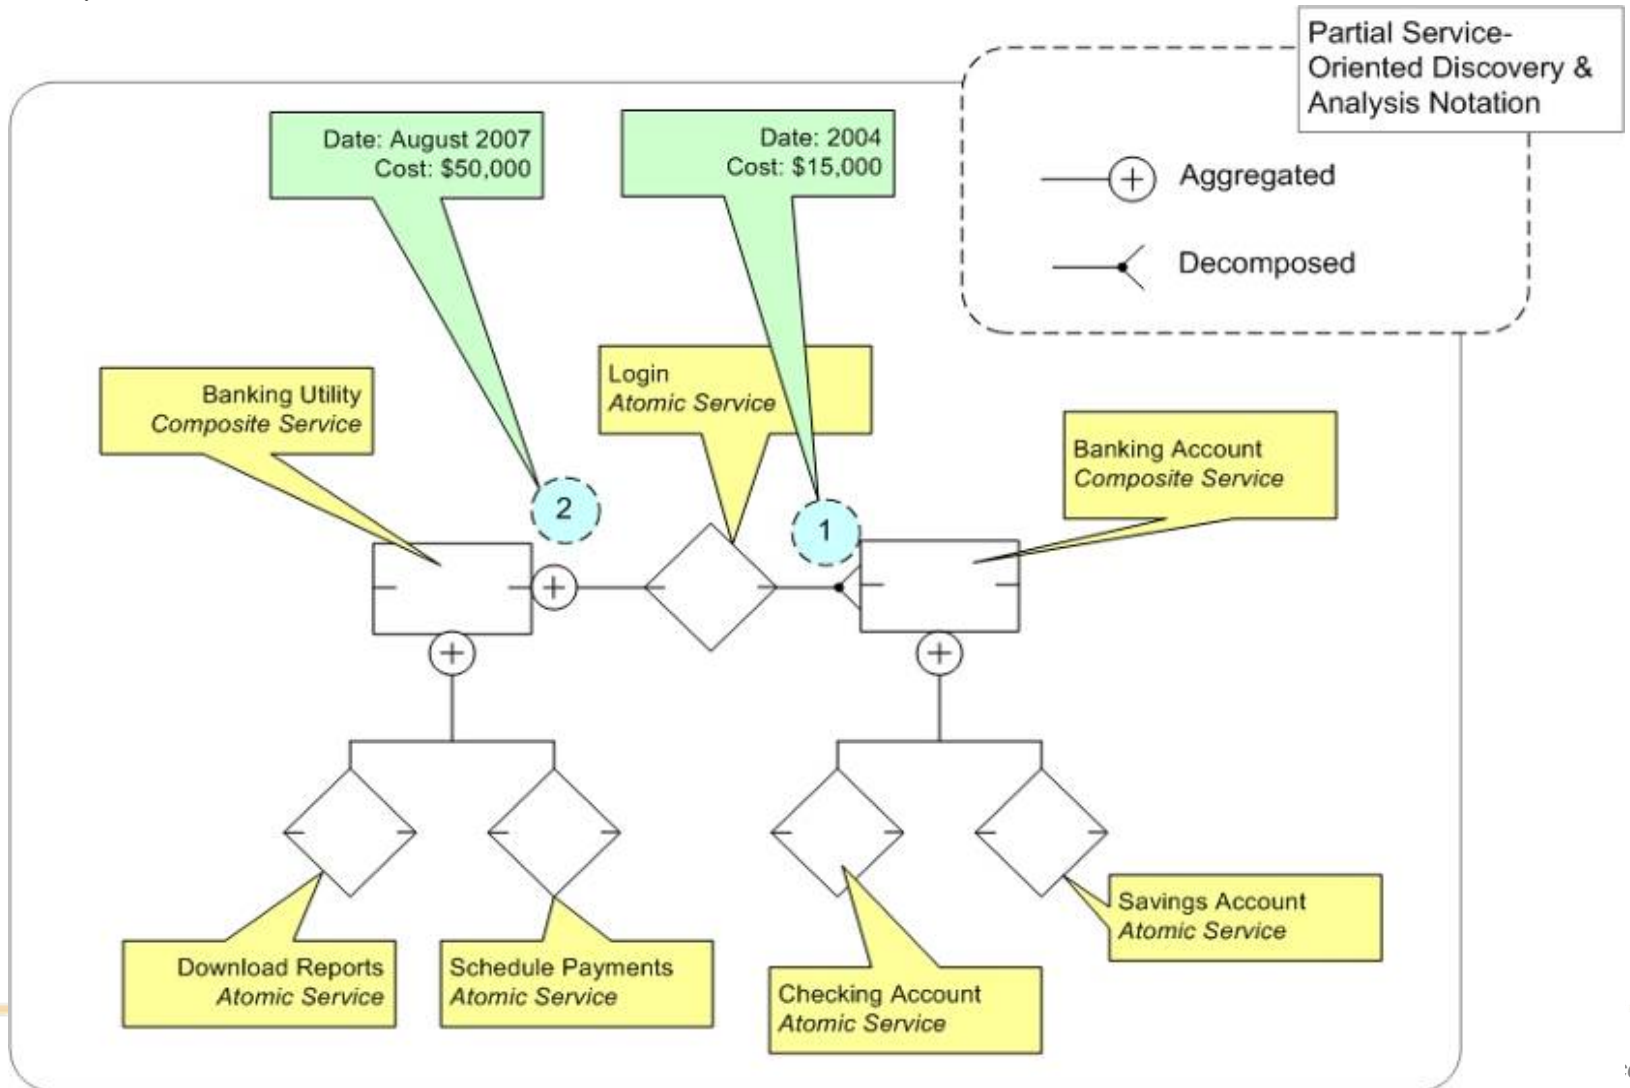 Partial Service-
Oriented Discovery &
Analysis Notation
Aggregated
Decomposed
Date: August 2007
Cost: $50,000
Date: 2004
Cost: $15,000
Banking Utility
Composite Service
Login
Atomic Service
Banking Account
Composite Service
2
1
Download Reports
Atomic Service
Schedule Payments
Atomic Service
Checking Account
Atomic Service
Savings Account
Atomic Service